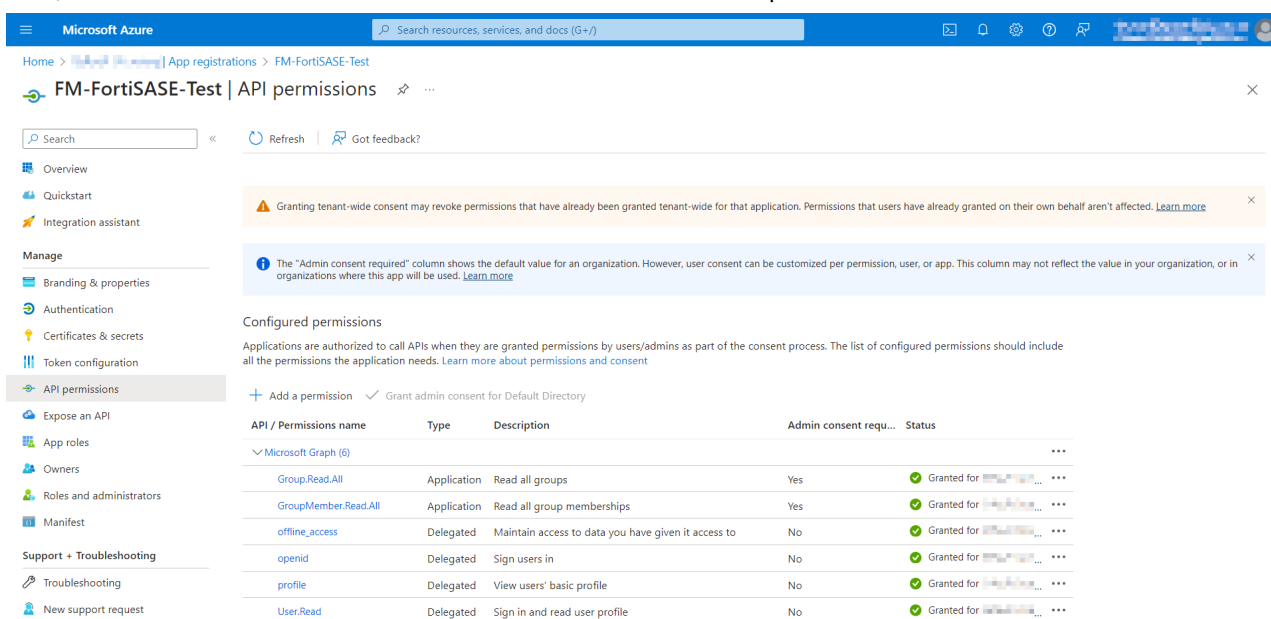 Microsoft Azure
Search resources, services, and docs (G+/)
Home > | App registrations > FM-FortiSASE-Test
FM-FortiSASE-Test | API permissions
Search
Refresh
Got feedback?
Overview
Quickstart
Integration assistant
Manage
Branding & properties
Authentication
Certificates & secrets
Token configuration
API permissions
Expose an API
App roles
Owners
Roles and administrators
Manifest
Support + Troubleshooting
Troubleshooting
New support request
Granting tenant-wide consent may revoke permissions that have already been granted tenant-wide for that application. Permissions that users have already granted on their own behalf aren't affected. Learn more
The "Admin consent required" column shows the default value for an organization. However, user consent can be customized per permission, user, or app. This column may not reflect the value in your organization, or in
organizations where this app will be used. Learn more
Configured permissions
Applications are authorized to call APIs when they are granted permissions by users/admins as part of the consent process. The list of configured permissions should include
all the permissions the application needs. Learn more about permissions and consent
Add a permission Grant admin consent for Default Directory
API / Permissions name Type Description Admin consent requ... Status
Microsoft Graph (6)
Group.Read.All Application Read all groups Yes Granted for ...
GroupMember.Read.All Application Read all group memberships Yes Granted for ...
offline_access Delegated Maintain access to data you have given it access to No Granted for ...
openid Delegated Sign users in No Granted for ...
profile Delegated View users' basic profile No Granted for ...
User.Read Delegated Sign in and read user profile No Granted for ...